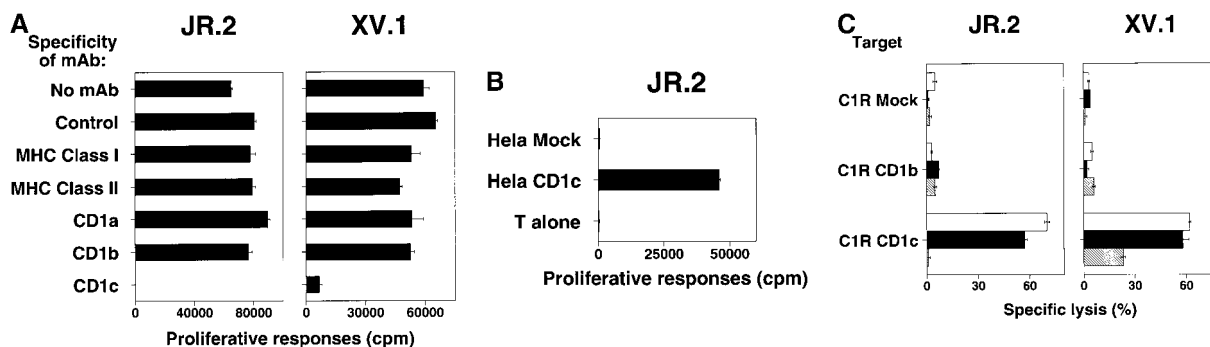 A
JR.2
XV.1
Specificity
of mAb:
No mAb
Control
MHC Class I
MHC Class II
CD1a
CD1b
CD1c
0 40000 80000
0 30000 60000
Proliferative responses (cpm)
B
JR.2
Hela Mock
Hela CD1c
T alone
0 50000
Proliferative responses (cpm)
C
Target
JR.2
XV.1
C1R Mock
C1R CD1b
C1R CD1c
0 30 60
0 30 60
Specific lysis (%)